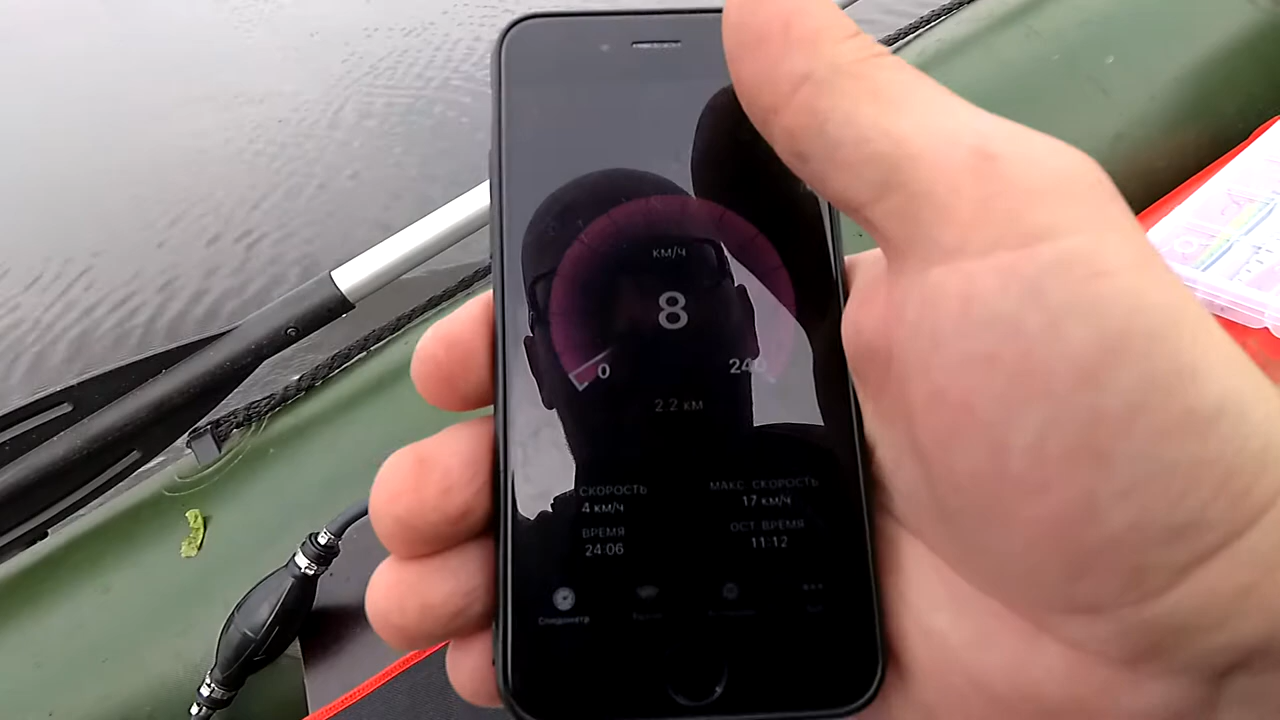 км/ч
8
0 240
2.2 км
СКОРОСТЬ МАКС. СКОРОСТЬ
4 км/ч 17 км/ч
ВРЕМЯ ОСТ. ВРЕМЯ
24:06 11:12
Спидометр